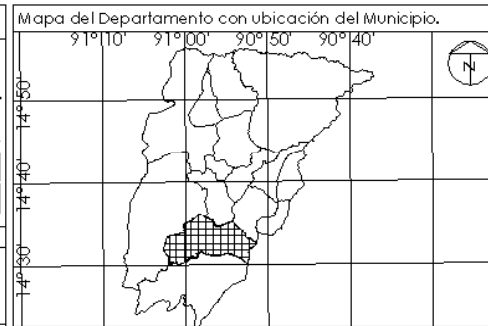 Mapa del Departamento con ubicación del Municipio.
91°10' 91°00' 90°50' 90°40'
N
14°50'
14°40'
14°30'